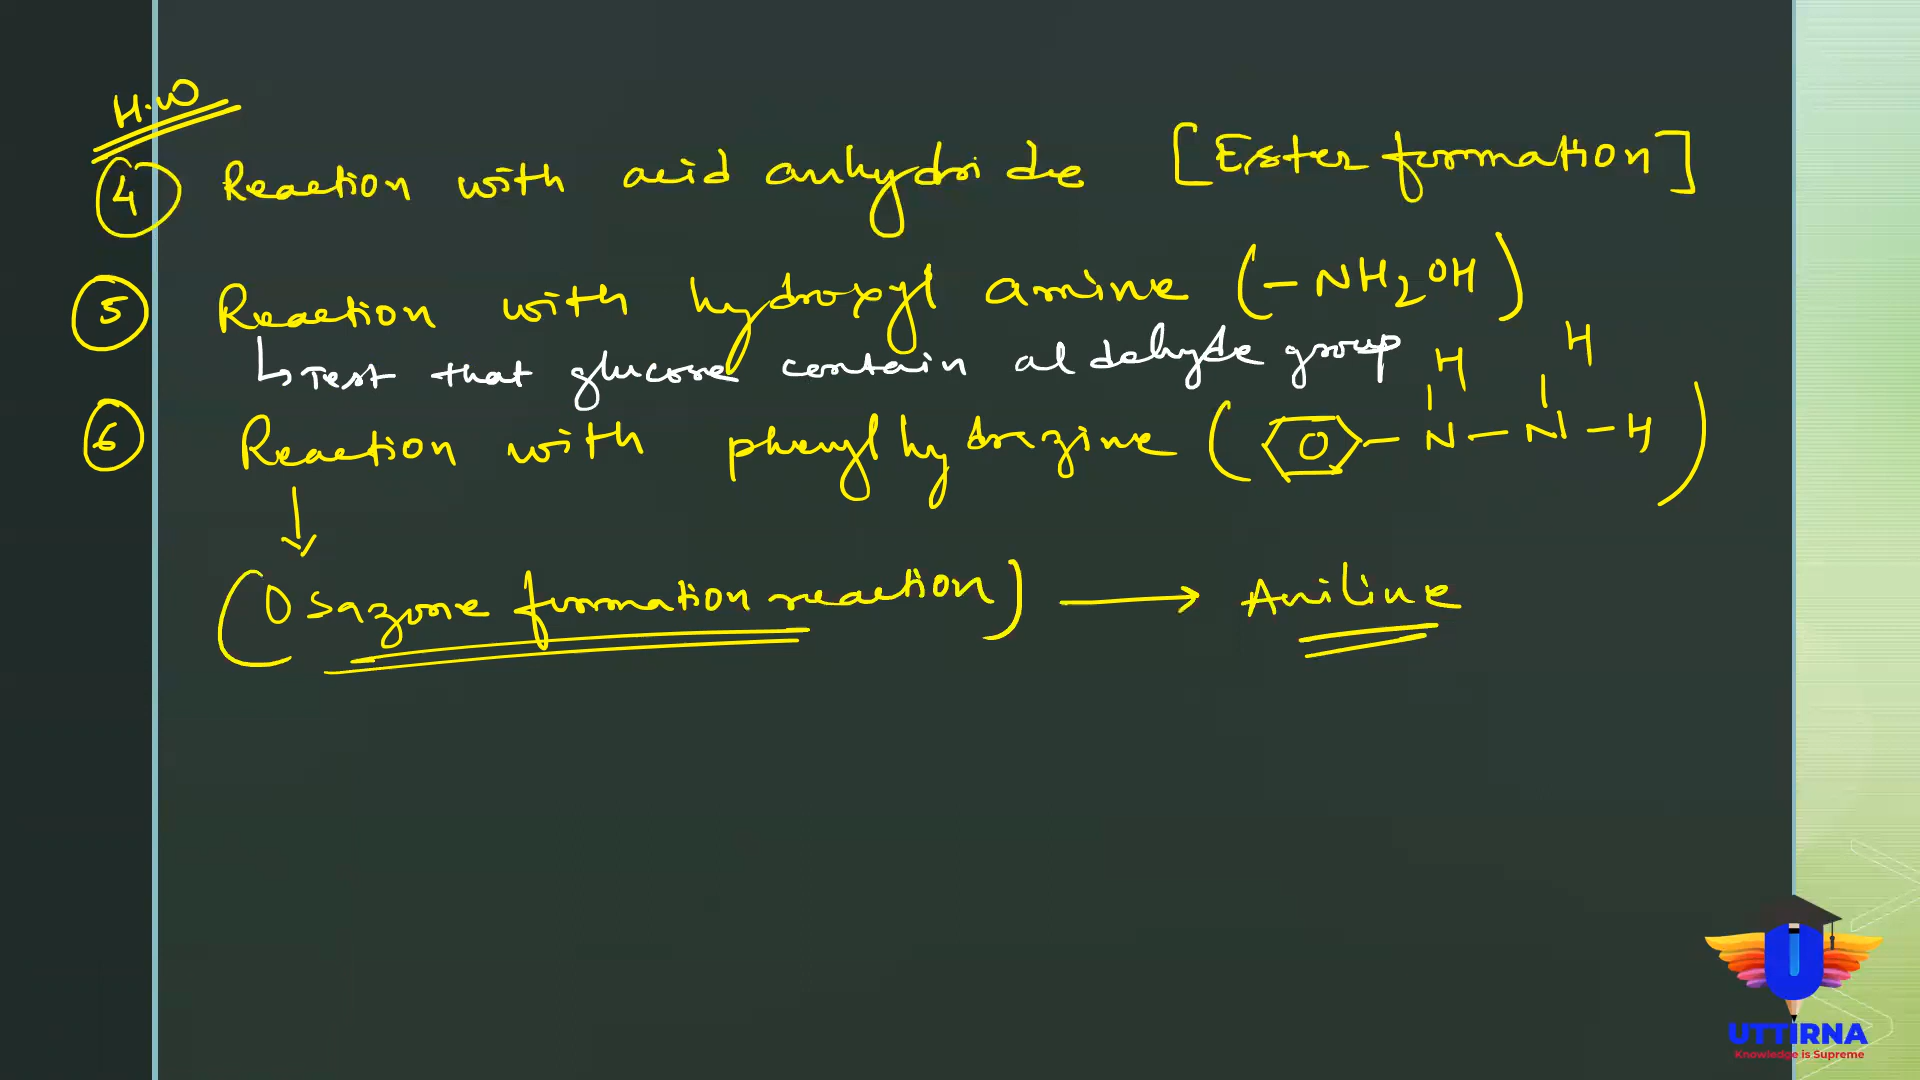 H.W
4 Reaction with acid anhydride [Ester formation]
5 Reaction with hydroxyl amine (-NH2OH)
↳ Test that glucose contain aldehyde group
6 Reaction with phenyl hydrazine (⌬-N-N-H)
H H
(Osazone formation reaction) → Aniline
UTTIRNA
Knowledge is Supreme